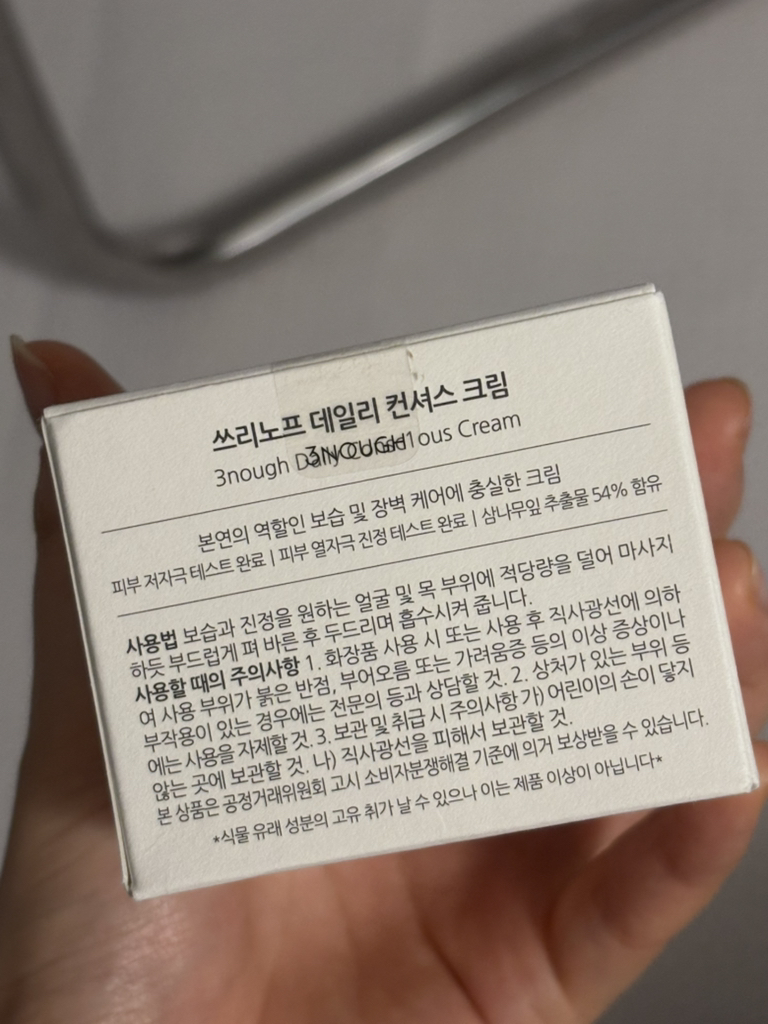 쓰리노프 데일리 컨셔스 크림
3nough Daily Cons1ous Cream
3NOUGH
본연의 역할인 보습 및 장벽 케어에 충실한 크림
피부 저자극 테스트 완료 | 피부 열자극 진정 테스트 완료 | 삼나무잎 추출물 54% 함유
사용법 보습과 진정을 원하는 얼굴 및 목 부위에 적당량을 덜어 마사지
하듯 부드럽게 펴 바른 후 두드리며 흡수시켜 줍니다.
사용할 때의 주의사항 1. 화장품 사용 시 또는 사용 후 직사광선에 의하
여 사용 부위가 붉은 반점, 부어오름 또는 가려움증 등의 이상 증상이나
부작용이 있는 경우에는 전문의 등과 상담할 것. 2. 상처가 있는 부위 등
에는 사용을 자제할 것. 3. 보관 및 취급 시 주의사항 가) 어린이의 손이 닿지
않는 곳에 보관할 것. 나) 직사광선을 피해서 보관할 것.
본 상품은 공정거래위원회 고시 소비자분쟁해결 기준에 의거 보상받을 수 있습니다.
*식물 유래 성분의 고유 취가 날 수 있으나 이는 제품 이상이 아닙니다*